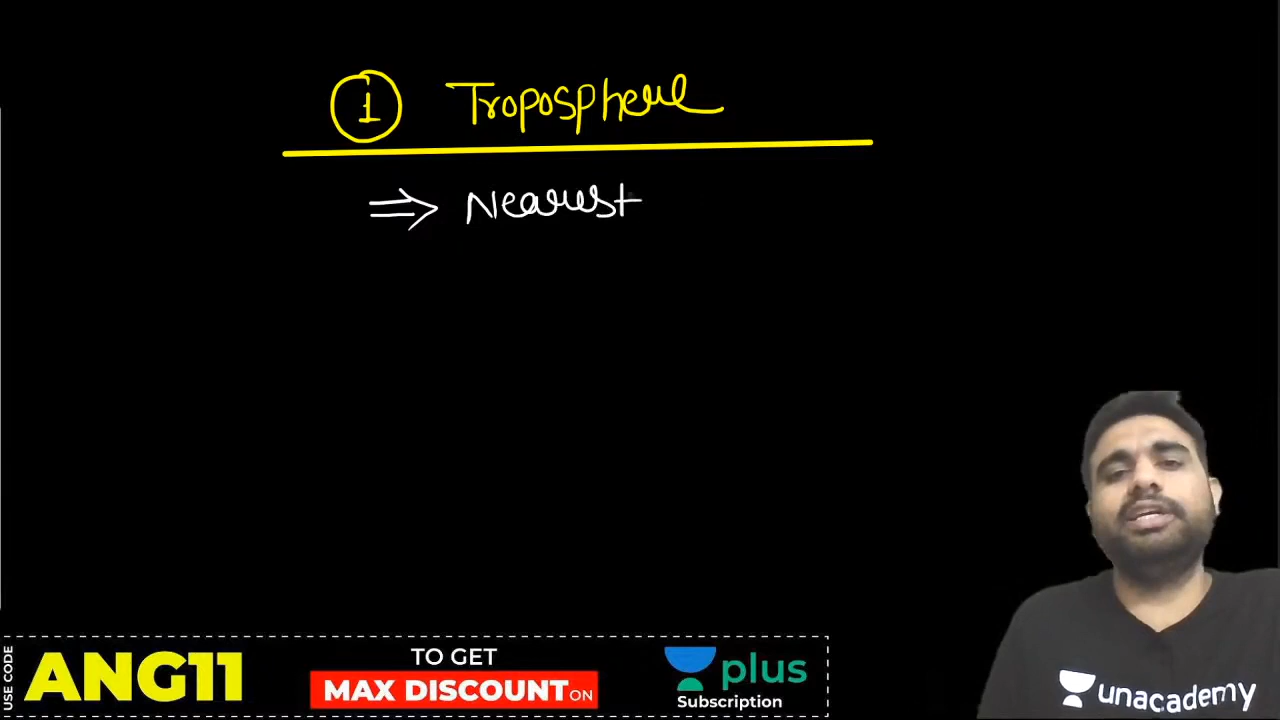 1 Troposphere
⇒ Nearest
USE CODE
ANG11
TO GET
MAX DISCOUNT ON
plus
Subscription
unacademy